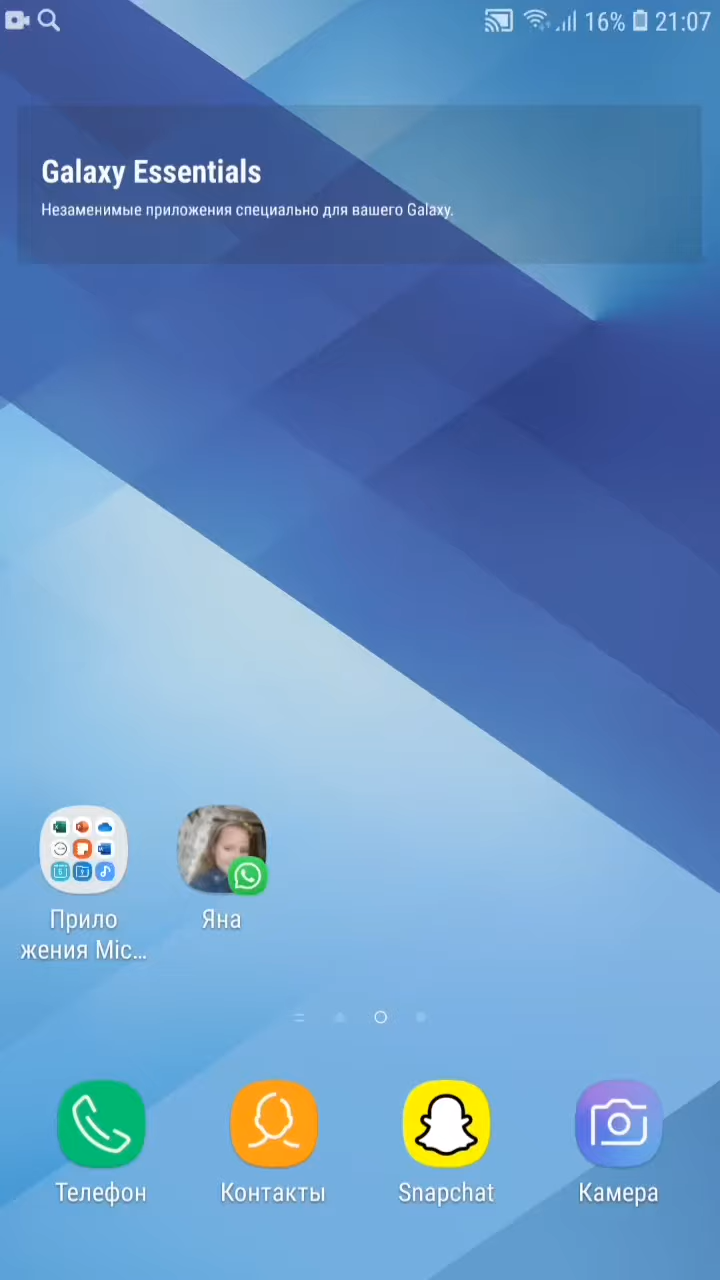 16% 21:07
Galaxy Essentials
Незаменимые приложения специально для вашего Galaxy.
Прило
жения Mic...
Яна
Телефон
Контакты
Snapchat
Камера